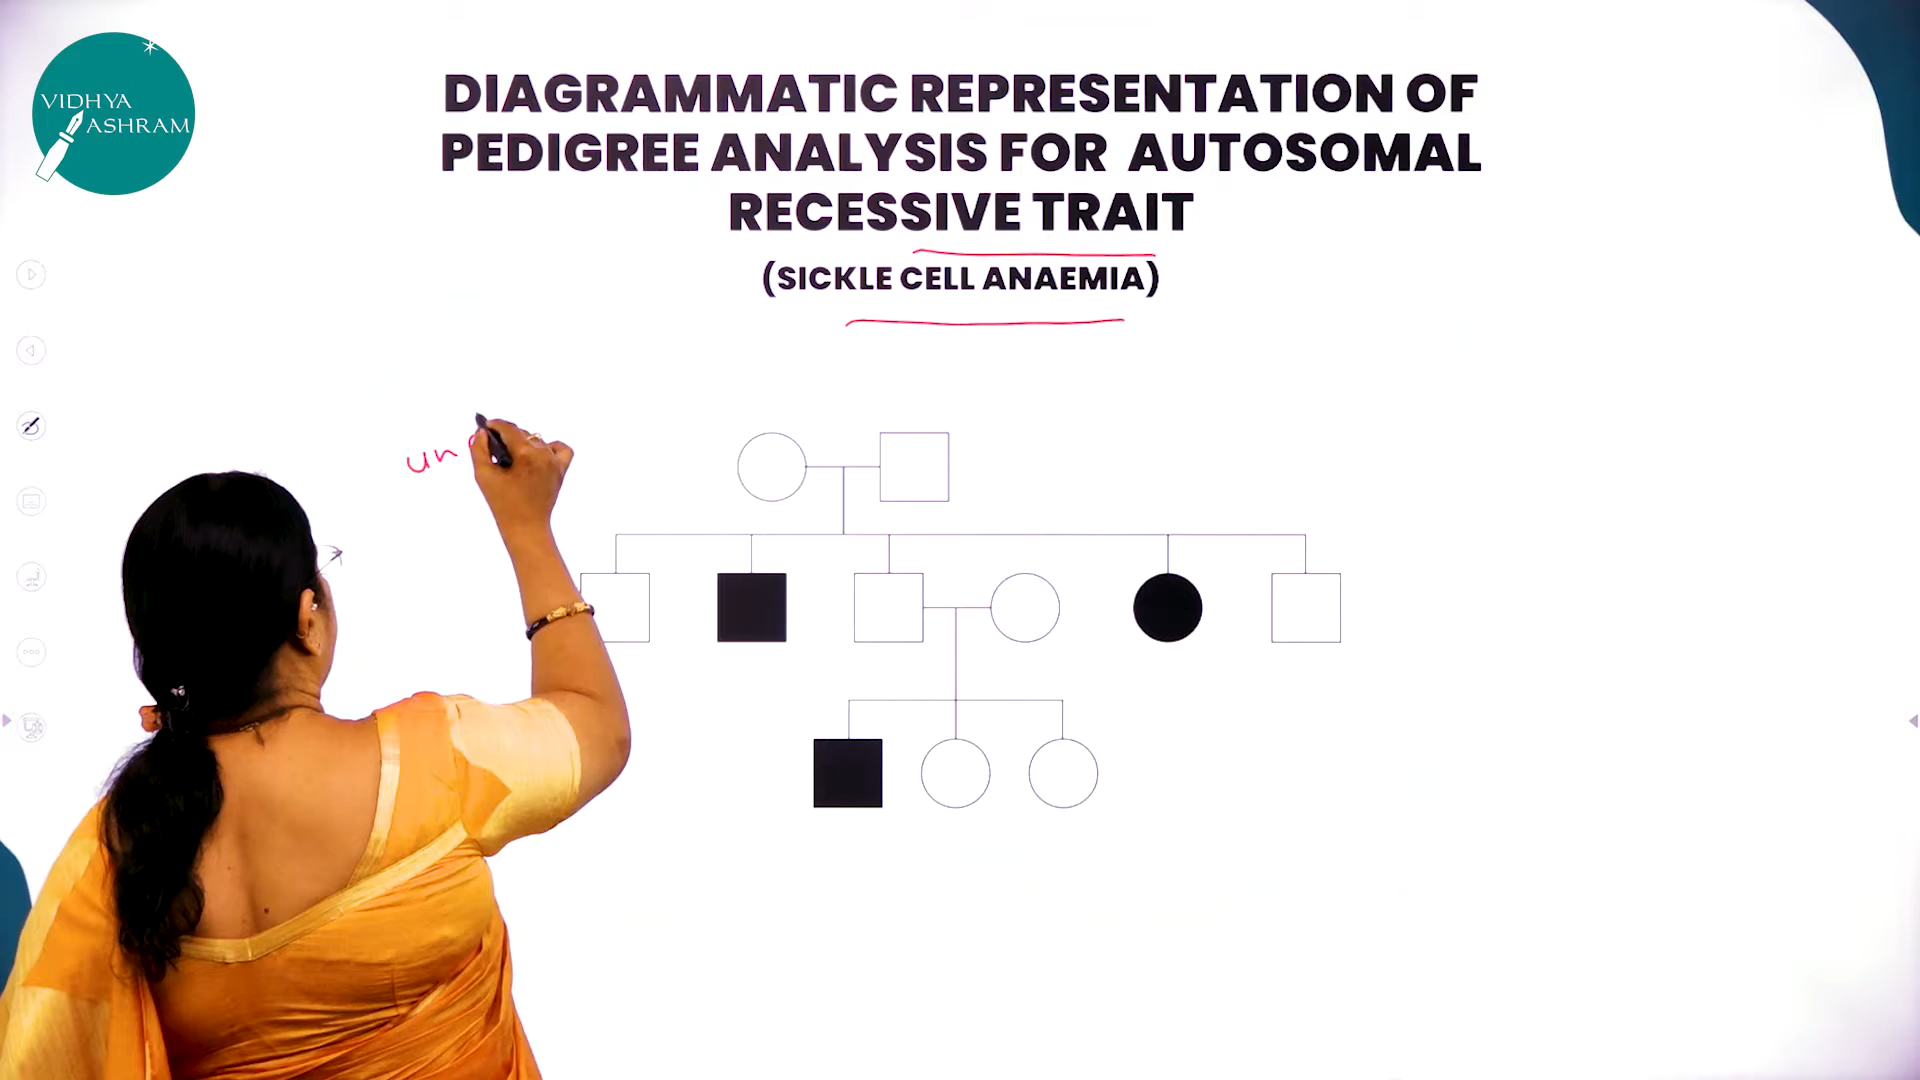 VIDHYA
ASHRAM
DIAGRAMMATIC REPRESENTATION OF
PEDIGREE ANALYSIS FOR AUTOSOMAL
RECESSIVE TRAIT
(SICKLE CELL ANAEMIA)
un